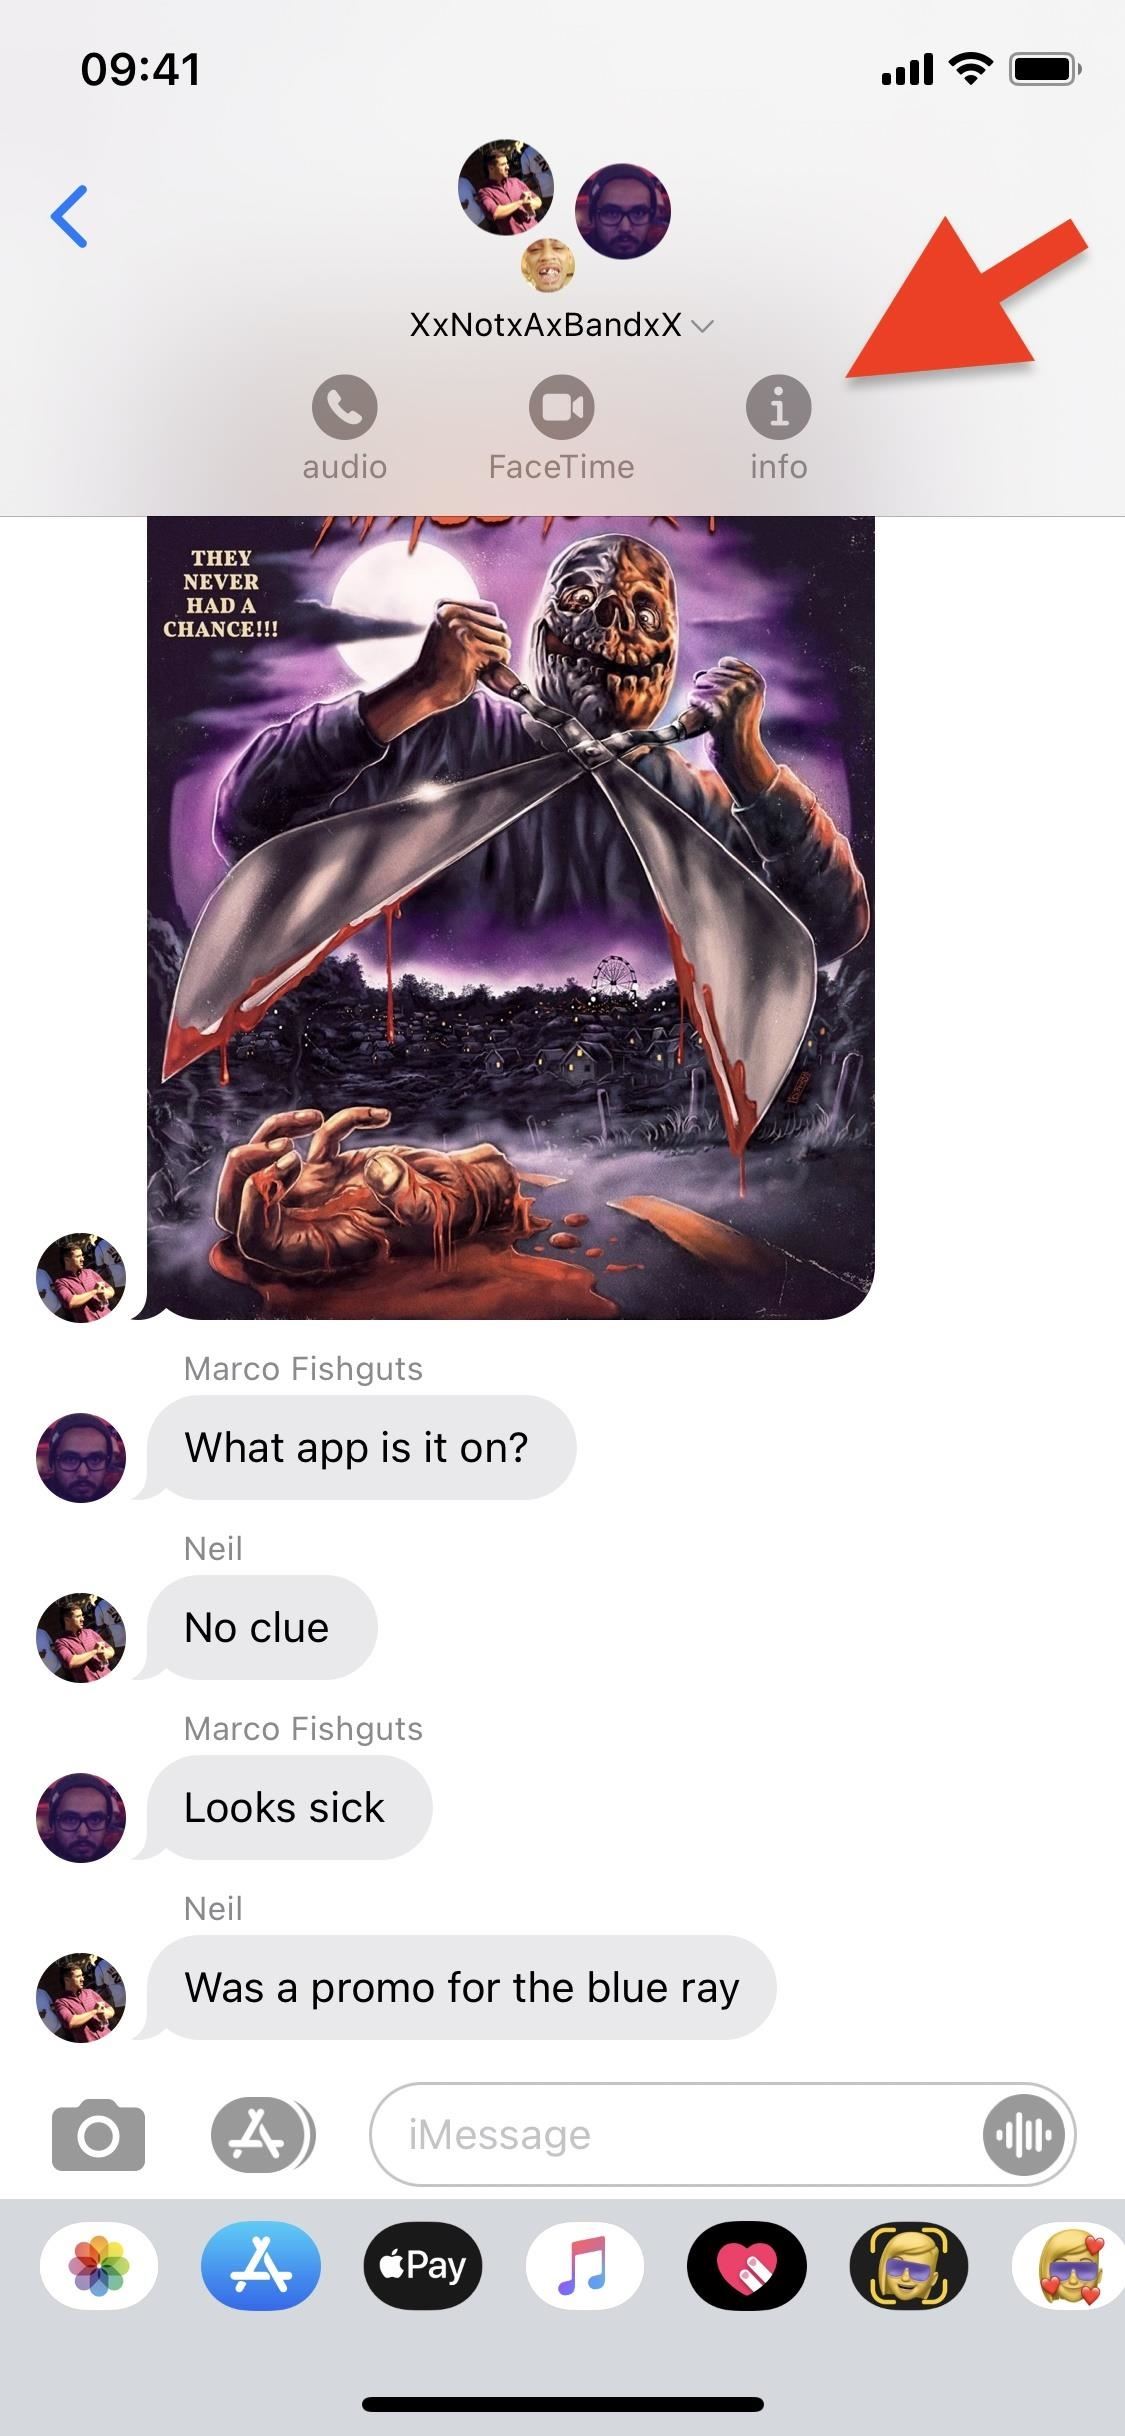 09:41
XxNotxAxBandxX
audio FaceTime info
THEY
NEVER
HAD A
CHANCE!!!
Marco Fishguts
What app is it on?
Neil
No clue
Marco Fishguts
Looks sick
Neil
Was a promo for the blue ray
iMessage
Pay